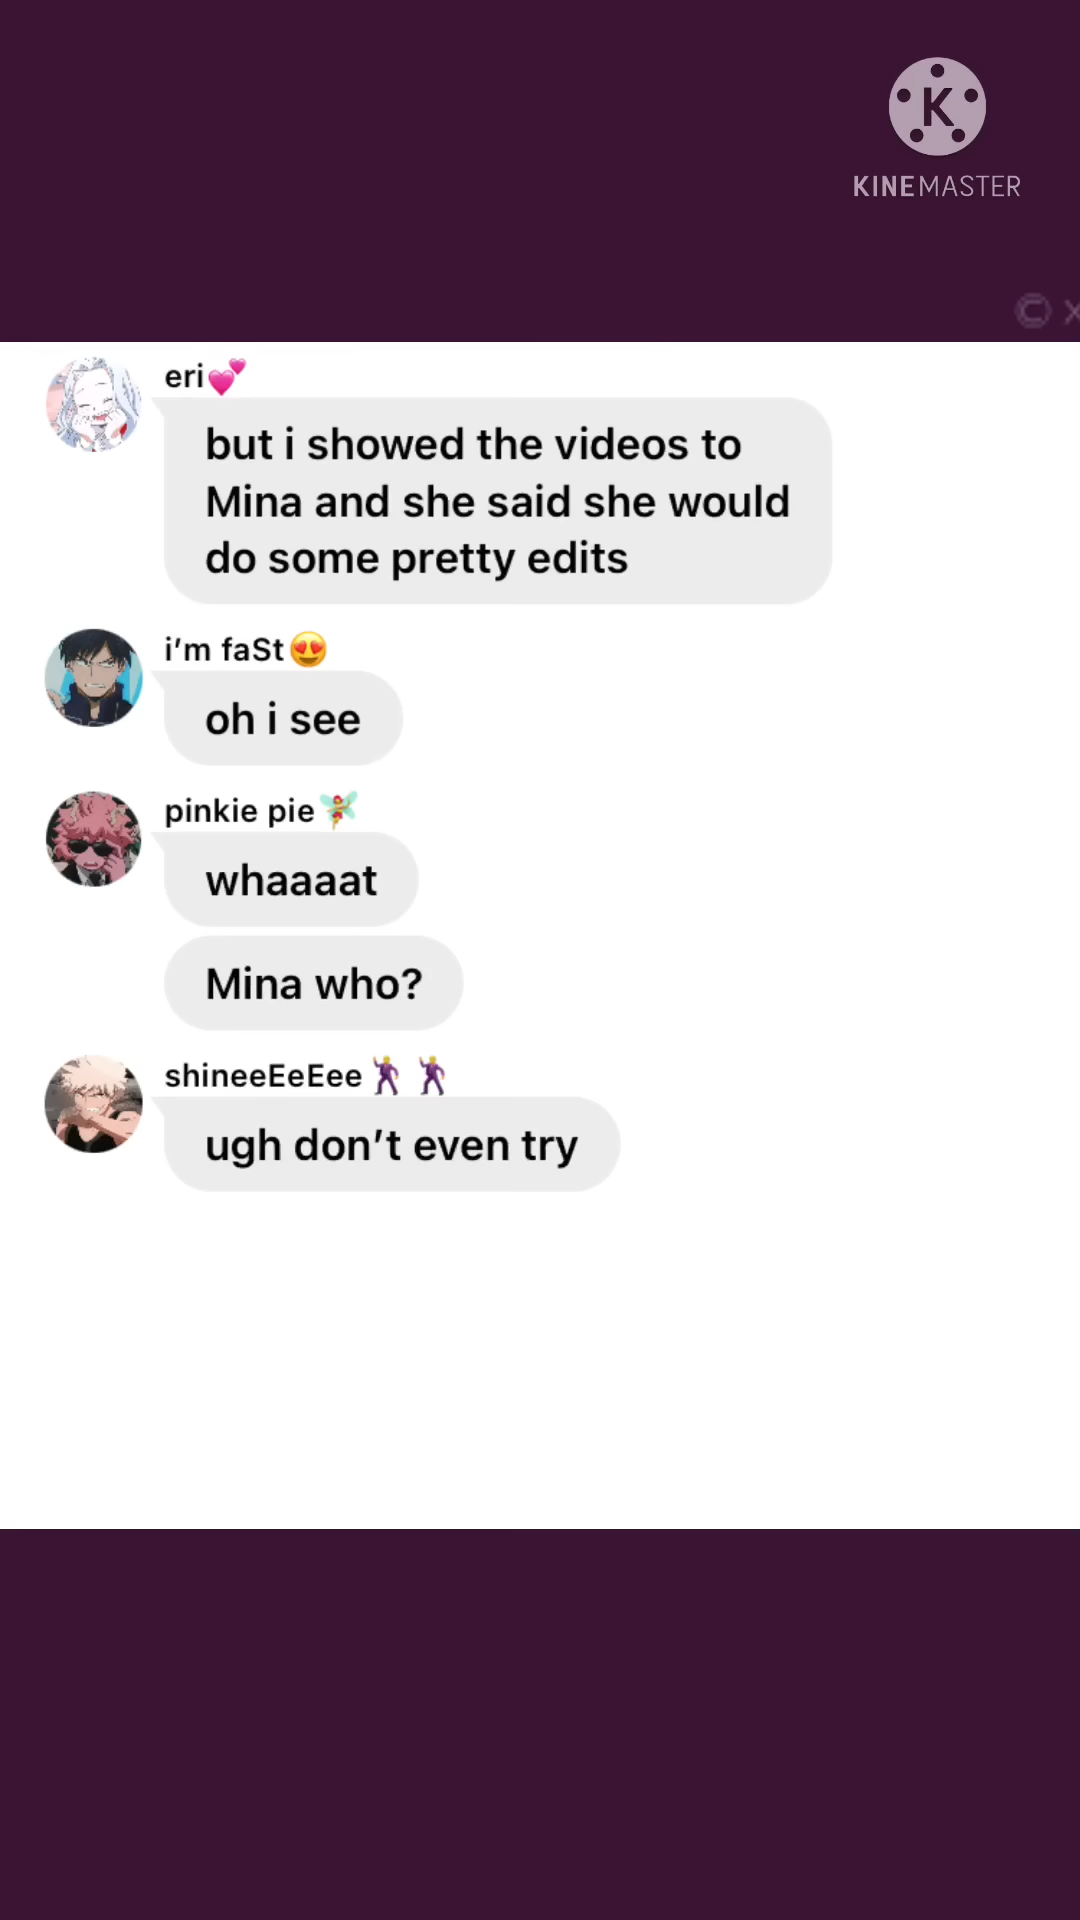 K
KINEMASTER
©
eri💕
but i showed the videos to
Mina and she said she would
do some pretty edits
i’m faSt😍
oh i see
pinkie pie🧚
whaaaat
Mina who?
shineeEeEee🕺🕺
ugh don’t even try